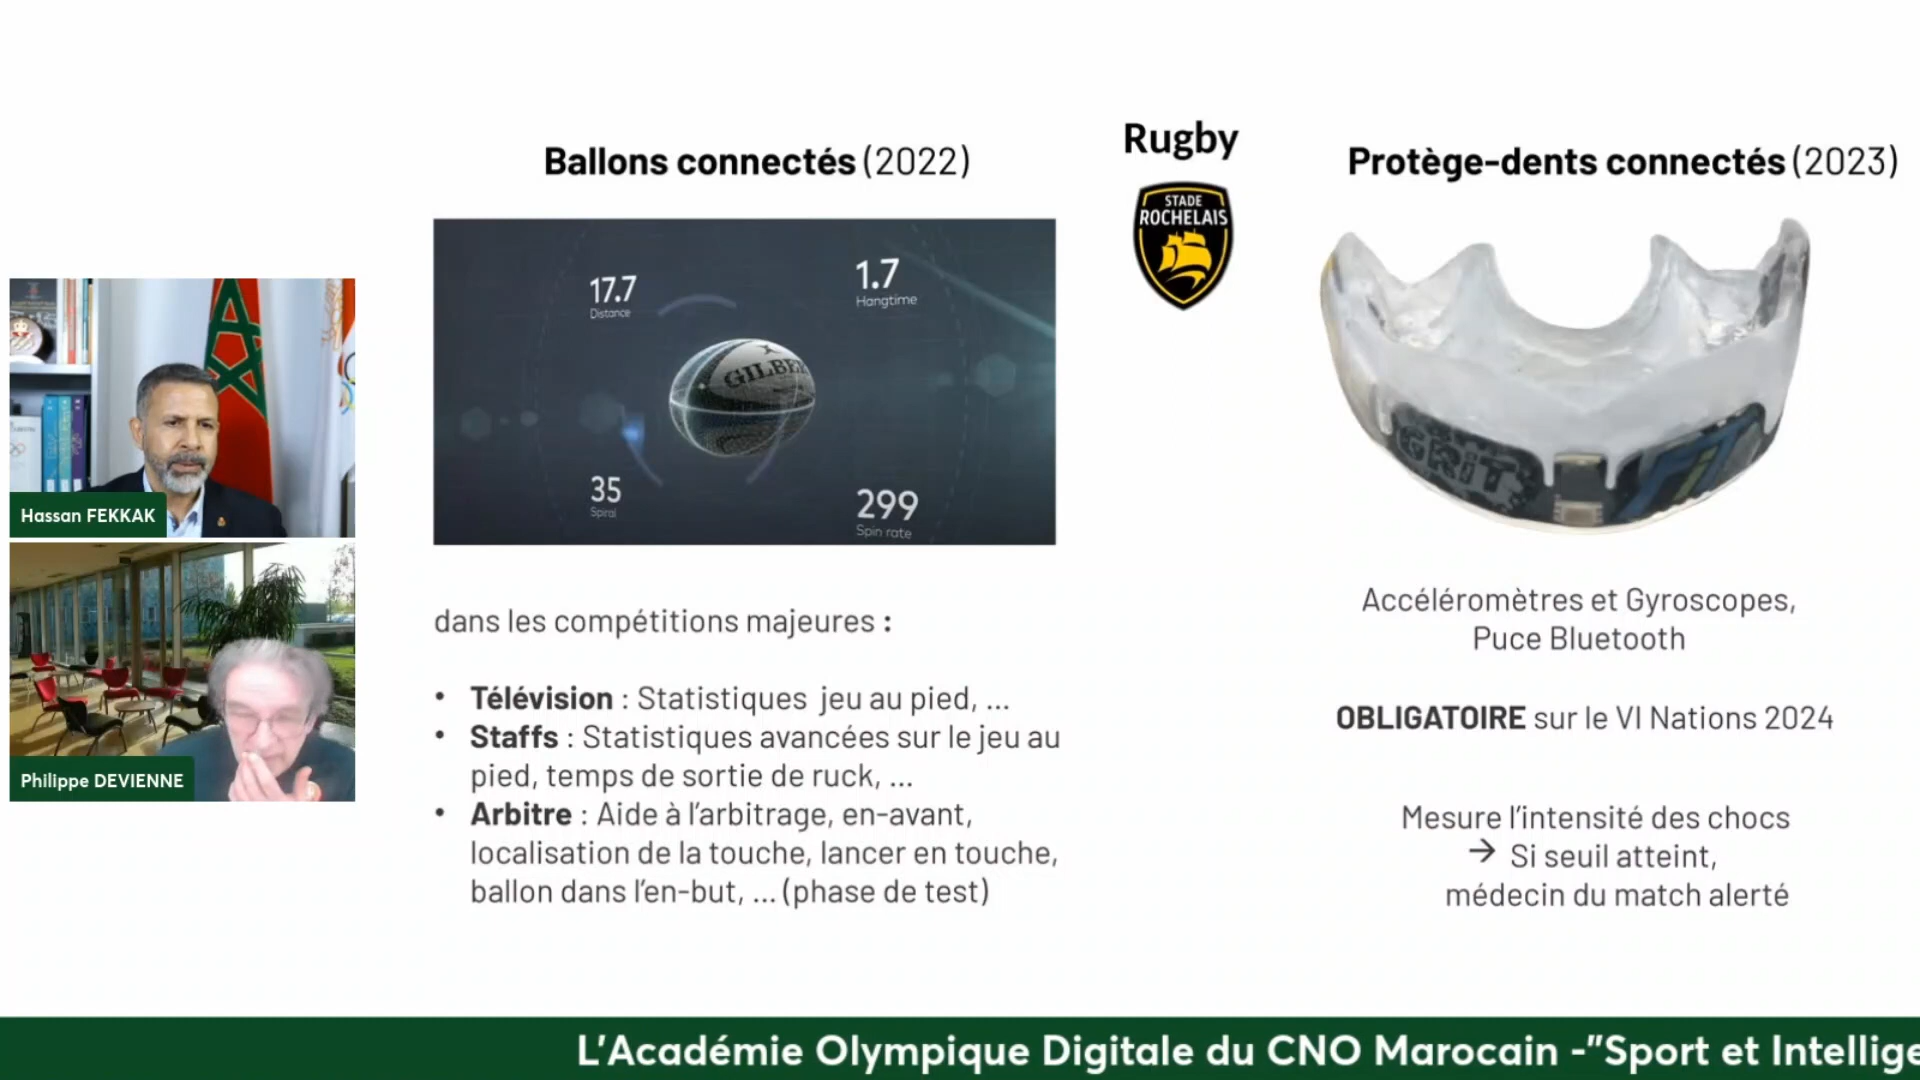 Rugby
STADE
ROCHELAIS
Ballons connectés (2022)
17.7
Distance
1.7
Hangtime
GILBE
35
Spiral
299
Spin rate
dans les compétitions majeures :
• Télévision : Statistiques jeu au pied, ...
• Staffs : Statistiques avancées sur le jeu au
pied, temps de sortie de ruck, ...
• Arbitre : Aide à l'arbitrage, en-avant,
localisation de la touche, lancer en touche,
ballon dans l'en-but, ... (phase de test)
Protège-dents connectés (2023)
GRIT
Accéléromètres et Gyroscopes,
Puce Bluetooth
OBLIGATOIRE sur le VI Nations 2024
Mesure l'intensité des chocs
→ Si seuil atteint,
médecin du match alerté
Hassan FEKKAK
Philippe DEVIENNE
L'Académie Olympique Digitale du CNO Marocain -"Sport et Intellige